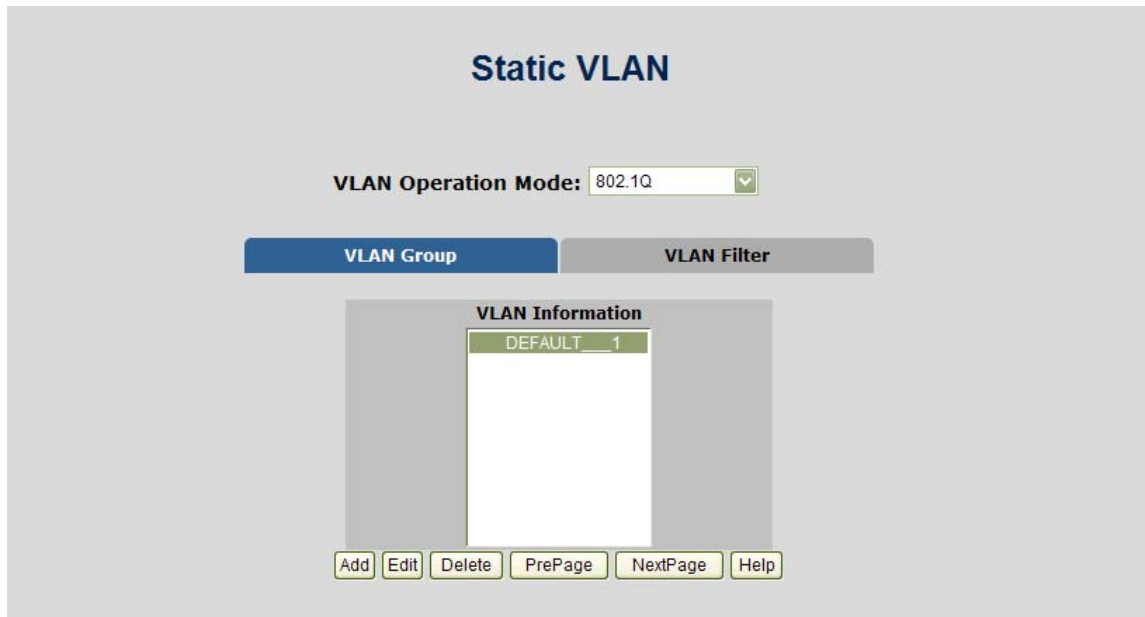 Static VLAN
VLAN Operation Mode: 802.1Q
VLAN Group VLAN Filter
VLAN Information
DEFAULT___1
Add Edit Delete PrePage NextPage Help